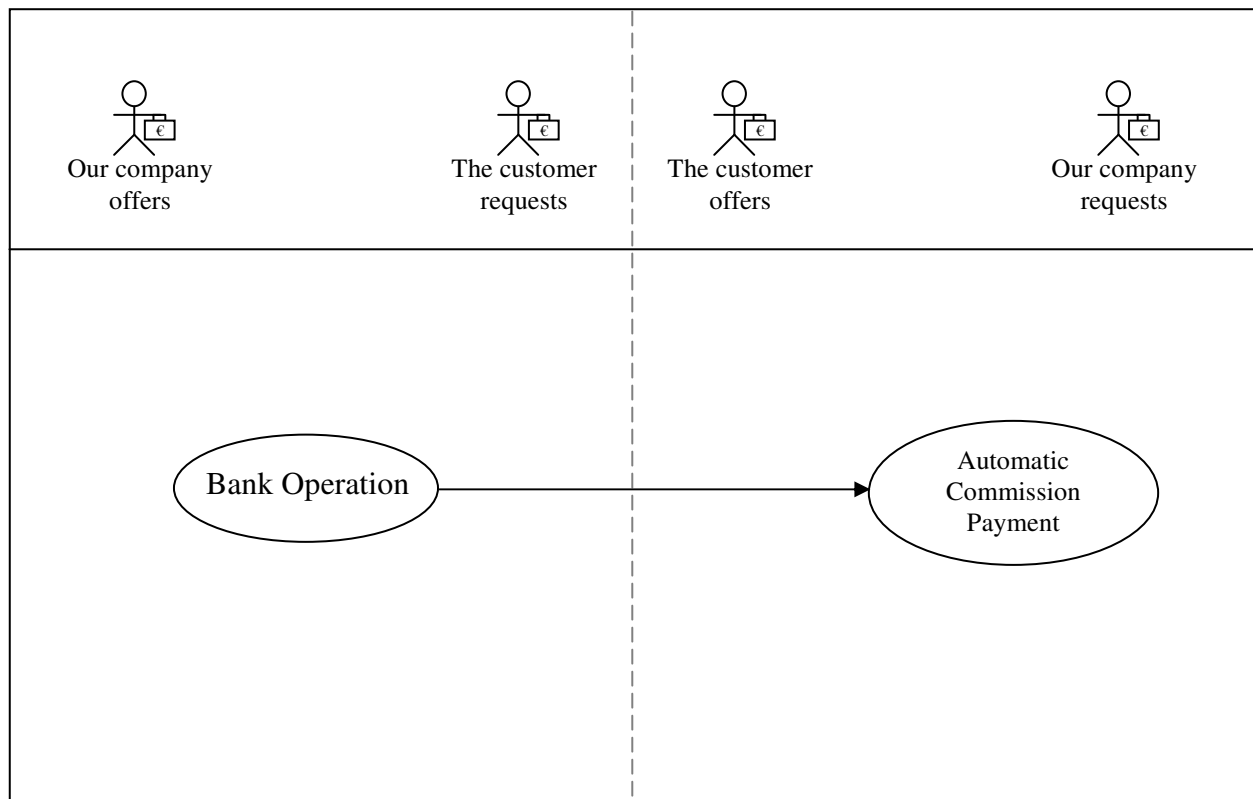 €
€
€
€
Our company
offers
The customer
requests
The customer
offers
Our company
requests
Bank Operation
Automatic
Commission
Payment